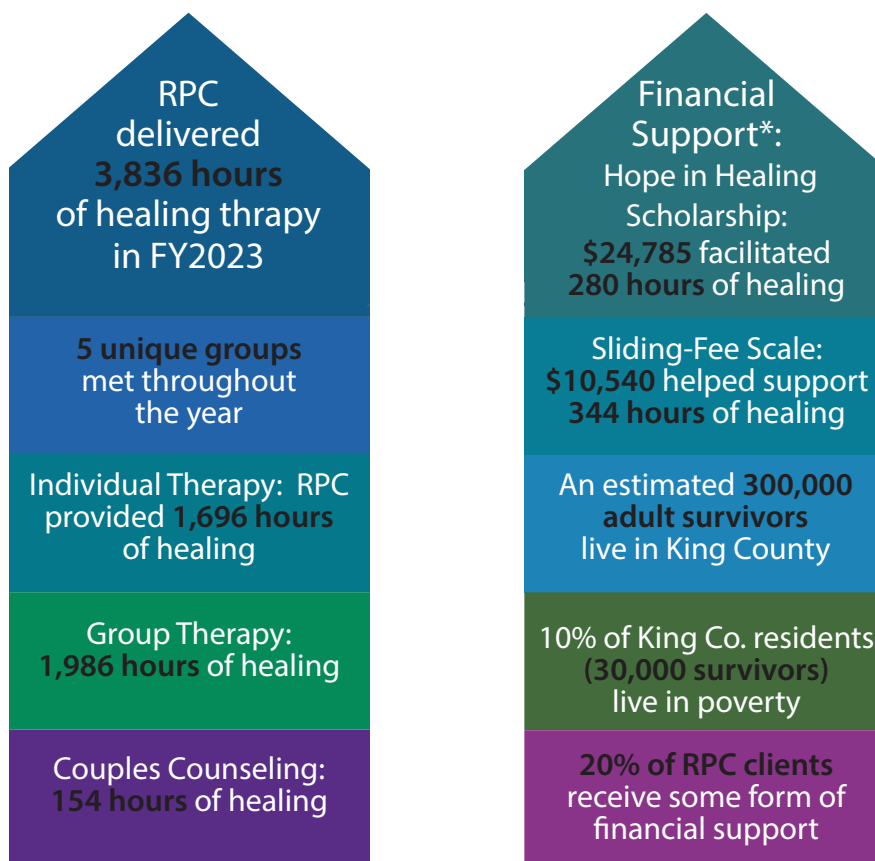 RPC
delivered
3,836 hours
of healing thrapy
in FY2023
5 unique groups
met throughout
the year
Individual Therapy: RPC
provided 1,696 hours
of healing
Group Therapy:
1,986 hours of healing
Couples Counseling:
154 hours of healing
Financial
Support*:
Hope in Healing
Scholarship:
$24,785 facilitated
280 hours of healing
Sliding-Fee Scale:
$10,540 helped support
344 hours of healing
An estimated 300,000
adult survivors
live in King County
10% of King Co. residents
(30,000 survivors)
live in poverty
20% of RPC clients
receive some form of
financial support